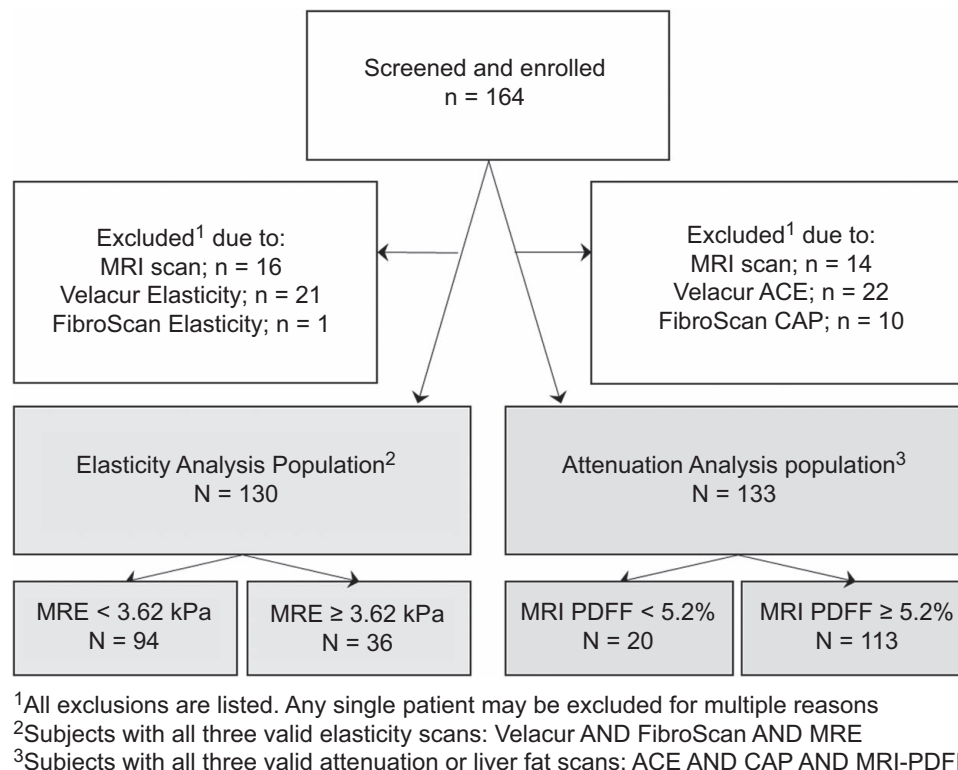 Screened and enrolled
n = 164
Excluded¹ due to:
MRI scan; n = 16
Velacur Elasticity; n = 21
FibroScan Elasticity; n = 1
Excluded¹ due to:
MRI scan; n = 14
Velacur ACE; n = 22
FibroScan CAP; n = 10
Elasticity Analysis Population²
N = 130
Attenuation Analysis population³
N = 133
MRE < 3.62 kPa
N = 94
MRE ≥ 3.62 kPa
N = 36
MRI PDFF < 5.2%
N = 20
MRI PDFF ≥ 5.2%
N = 113
¹All exclusions are listed. Any single patient may be excluded for multiple reasons
²Subjects with all three valid elasticity scans: Velacur AND FibroScan AND MRE
³Subjects with all three valid attenuation or liver fat scans: ACE AND CAP AND MRI-PDFF